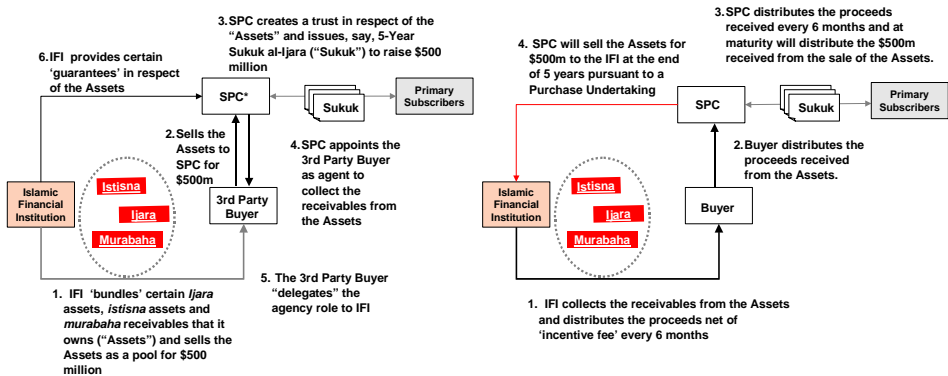 3. SPC creates a trust in respect of the
“Assets” and issues, say, 5-Year
Sukuk al-Ijara (“Sukuk”) to raise $500
million
6. IFI provides certain
‘guarantees’ in respect
of the Assets
SPC*
Sukuk
Primary
Subscribers
2. Sells the
Assets to
SPC for
$500m
4. SPC appoints the
3rd Party Buyer
as agent to
collect the
receivables from
the Assets
Islamic
Financial
Institution
Istisna
Ijara
Murabaha
3rd Party
Buyer
5. The 3rd Party Buyer
“delegates” the
agency role to IFI
1. IFI ‘bundles’ certain Ijara
assets, istisna assets and
murabaha receivables that it
owns (“Assets”) and sells the
Assets as a pool for $500
million
3. SPC distributes the proceeds
received every 6 months and at
maturity will distribute the $500m
received from the sale of the Assets.
4. SPC will sell the Assets for
$500m to the IFI at the end
of 5 years pursuant to a
Purchase Undertaking
SPC
Sukuk
Primary
Subscribers
2. Buyer distributes the
proceeds received
from the Assets.
Islamic
Financial
Institution
Istisna
Ijara
Murabaha
Buyer
1. IFI collects the receivables from the Assets
and distributes the proceeds net of
‘incentive fee’ every 6 months